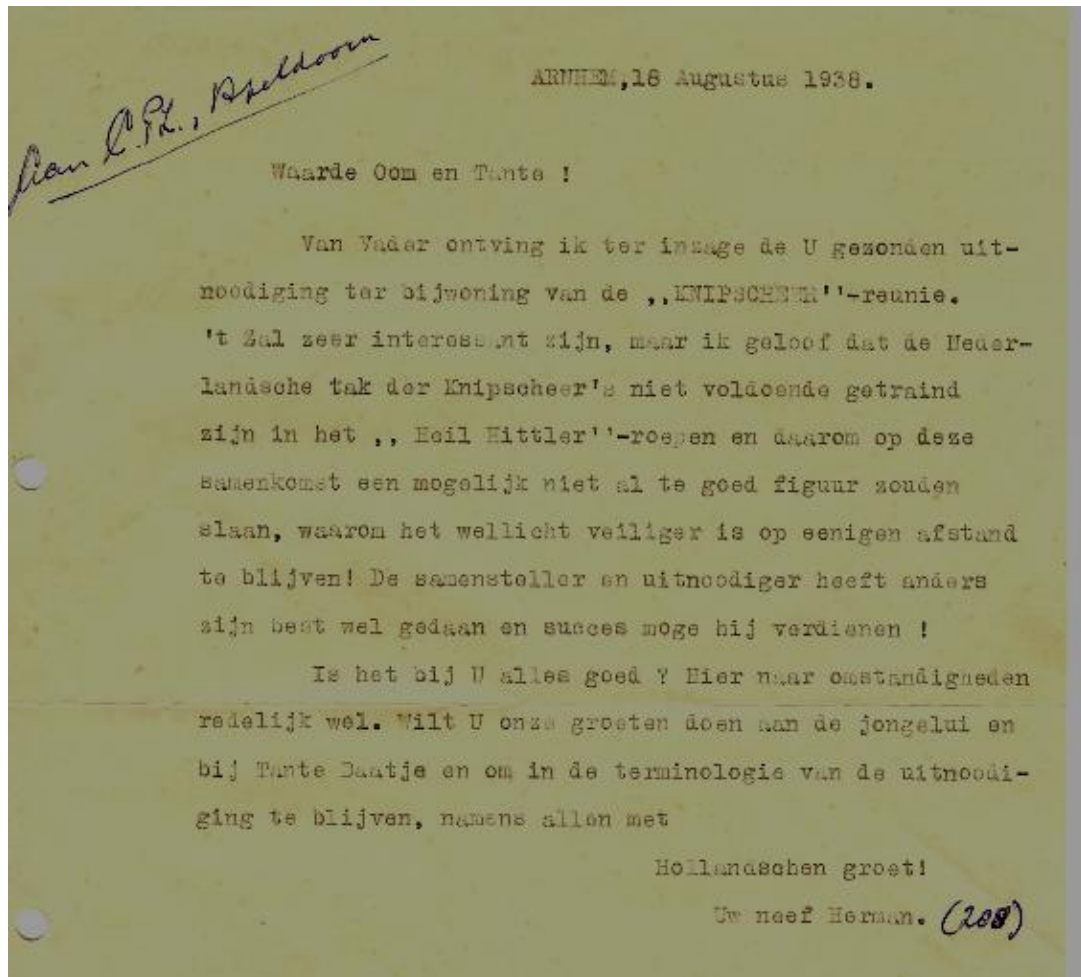 Aan C.Fz., Apeldoorn
ARNHEM,18 Augustus 1938.
Waarde Oom en Tante !
Van Vader ontving ik ter inzage de U gezonden uit-
noodiging ter bijwoning van de ,,KNIPSCHEER''-reunie.
't Zal zeer interessant zijn, maar ik geloof dat de Neder-
landsche tak der Knipscheer's niet voldoende getraind
zijn in het ,, Heil Hittler''-roepen en daarom op deze
samenkomst een mogelijk niet al te goed figuur zouden
slaan, waarom het wellicht veiliger is op eenigen afstand
te blijven! De samensteller en uitnoodiger heeft anders
zijn best wel gedaan en succes moge hij verdienen !
Is het bij U alles goed ? Hier naar omstandigheden
redelijk wel. Wilt U onze groeten doen aan de jongelui en
bij Tante Daatje en om in de terminologie van de uitnoodi-
ging te blijven, namens allen met
Hollandschen groet!
Uw neef Herman. (208)